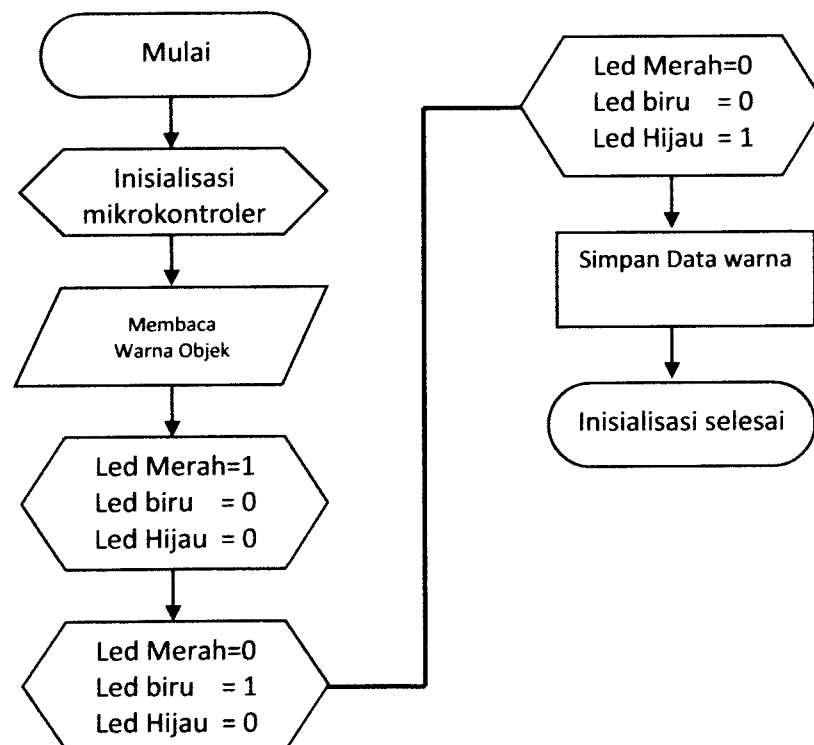 Mulai
Inisialisasi
mikrokontroler
Membaca
Warna Objek
Led Merah=1
Led biru = 0
Led Hijau = 0
Led Merah=0
Led biru = 1
Led Hijau = 0
Led Merah=0
Led biru = 0
Led Hijau = 1
Simpan Data warna
Inisialisasi selesai